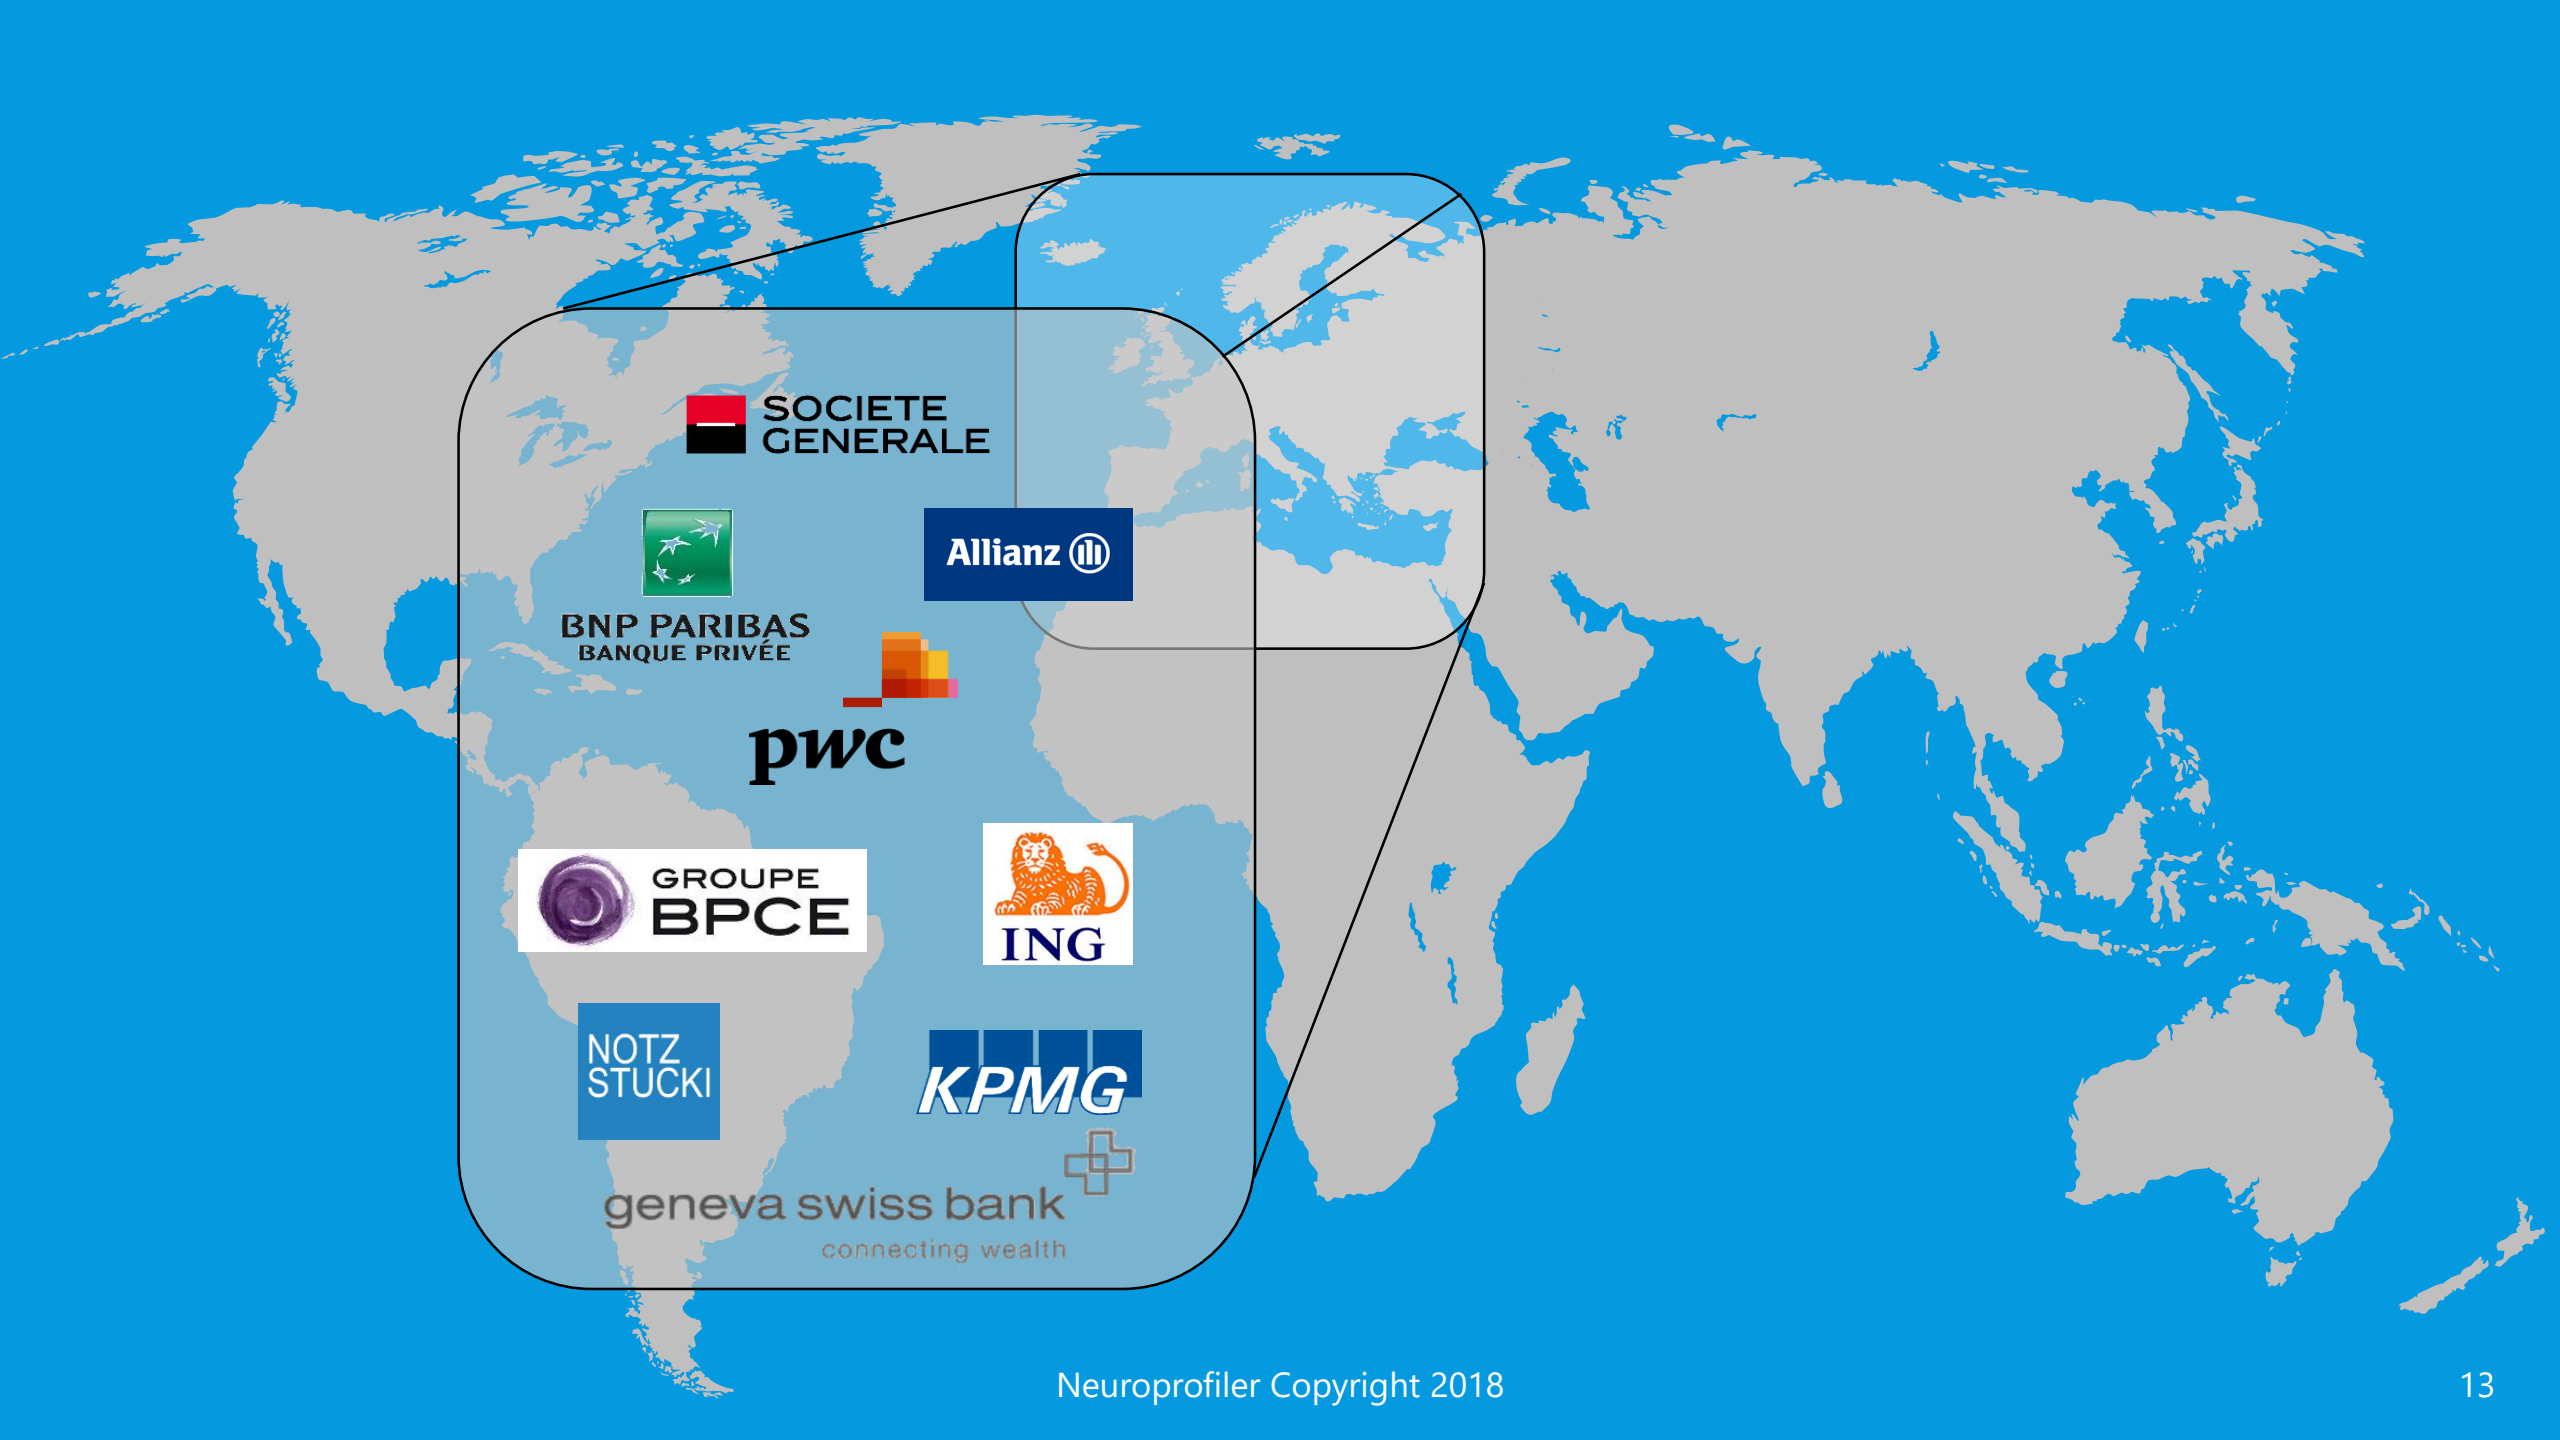 SOCIETE
GENERALE
BNP PARIBAS
BANQUE PRIVÉE
Allianz
pwc
GROUPE
BPCE
ING
NOTZ
STUCKI
KPMG
geneva swiss bank
connecting wealth
Neuroprofiler Copyright 2018
13